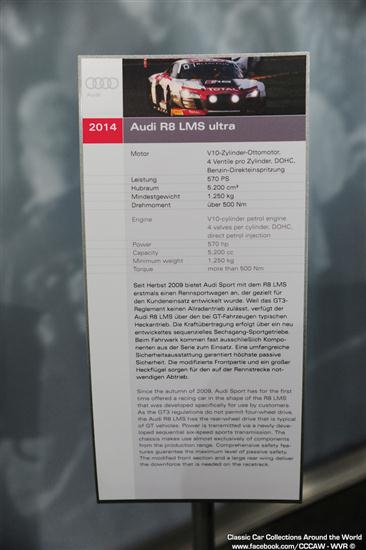 TOTAL
Audi
2014 Audi R8 LMS ultra
Motor V10-Zylinder-Ottomotor,
4 Ventile pro Zylinder, DOHC,
Benzin-Direkteinspritzung
Leistung 570 PS
Hubraum 5.200 cm³
Mindestgewicht 1.250 kg
Drehmoment über 500 Nm
Engine V10-cylinder petrol engine
4 valves per cylinder, DOHC,
direct petrol injection
Power 570 hp
Capacity 5,200 cc
Minimum weight 1,250 kg
Torque more than 500 Nm
Seit Herbst 2009 bietet Audi Sport mit dem R8 LMS
erstmals einen Rennsportwagen an, der gezielt für
den Kundeneinsatz entwickelt wurde. Weil das GT3-
Reglement keinen Allradantrieb zulässt, verfügt der
Audi R8 LMS über den bei GT-Fahrzeugen typischen
Heckantrieb. Die Kraftübertragung erfolgt über ein neu
entwickeltes sequenzielles Sechsgang-Sportgetriebe.
Beim Fahrwerk kommen fast ausschließlich Kompo-
nenten aus der Serie zum Einsatz. Eine umfangreiche
Sicherheitsausstattung garantiert höchste passive
Sicherheit. Die modifizierte Frontpartie und ein großer
Heckflügel sorgen für den auf der Rennstrecke not-
wendigen Abtrieb.
Since the autumn of 2009, Audi Sport has for the first
time offered a racing car in the shape of the R8 LMS
that was developed specifically for use by customers.
As the GT3 regulations do not permit four-wheel drive,
the Audi R8 LMS has the rear-wheel drive that is typical
of GT vehicles. Power is transmitted via a newly deve-
loped sequential six-speed sports transmission. The
chassis makes use almost exclusively of components
from the production range. Comprehensive safety fea-
tures guarantee the maximum level of passive safety.
The modified front section and a large rear wing deliver
the downforce that is needed on the racetrack.
Classic Car Collections Around the World
www.facebook.com/CCCAW - WVR ©